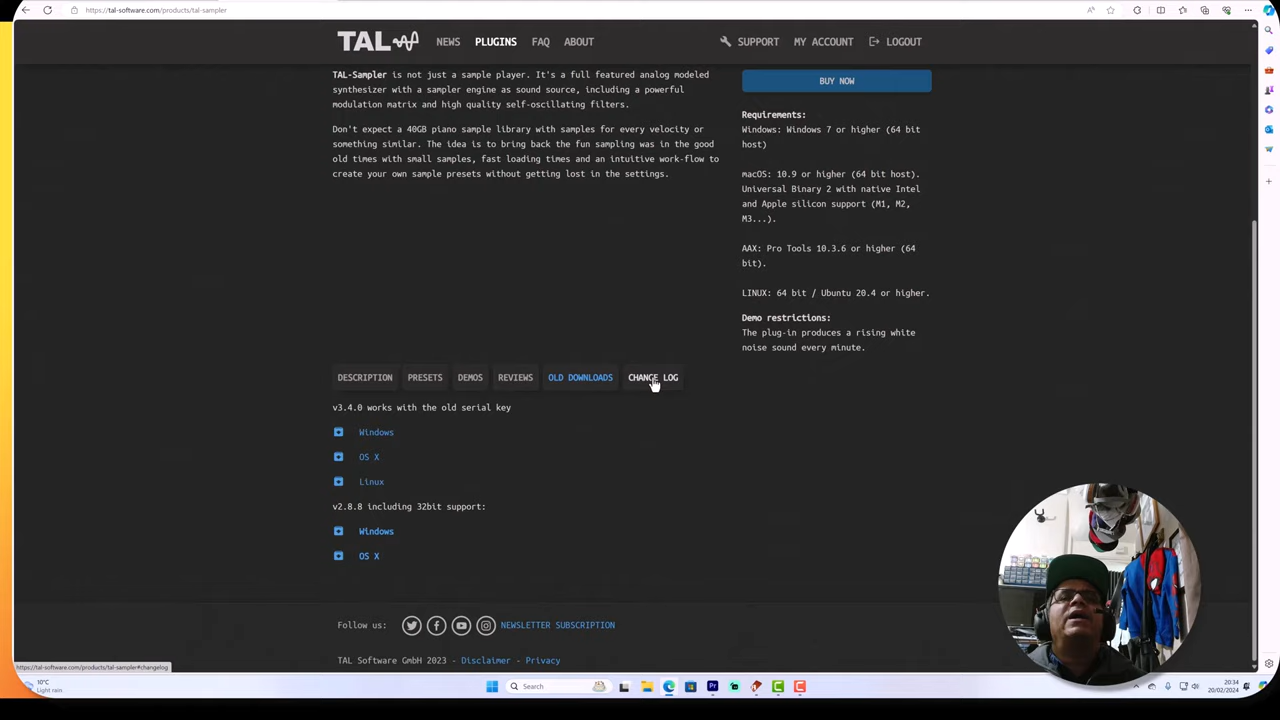 https://tal-software.com/products/tal-sampler
TAL NEWS PLUGINS FAQ ABOUT SUPPORT MY ACCOUNT LOGOUT
TAL-Sampler is not just a sample player. It's a full featured analog modeled
synthesizer with a sampler engine as sound source, including a powerful
modulation matrix and high quality self-oscillating filters.
Don't expect a 40GB piano sample library with samples for every velocity or
something similar. The idea is to bring back the fun sampling was in the good
old times with small samples, fast loading times and an intuitive work-flow to
create your own sample presets without getting lost in the settings.
BUY NOW
Requirements:
Windows: Windows 7 or higher (64 bit
host)
macOS: 10.9 or higher (64 bit host).
Universal Binary 2 with native Intel
and Apple silicon support (M1, M2,
M3...).
AAX: Pro Tools 10.3.6 or higher (64
bit).
LINUX: 64 bit / Ubuntu 20.4 or higher.
Demo restrictions:
The plug-in produces a rising white
noise sound every minute.
DESCRIPTION PRESETS DEMOS REVIEWS OLD DOWNLOADS CHANGE LOG
v3.4.0 works with the old serial key
Windows
OS X
Linux
v2.8.8 including 32bit support:
Windows
OS X
Follow us: NEWSLETTER SUBSCRIPTION
TAL Software GmbH 2023 - Disclaimer - Privacy
https://tal-software.com/products/tal-sampler#changelog
10°C
Light rain
Search
20:34
20/02/2024